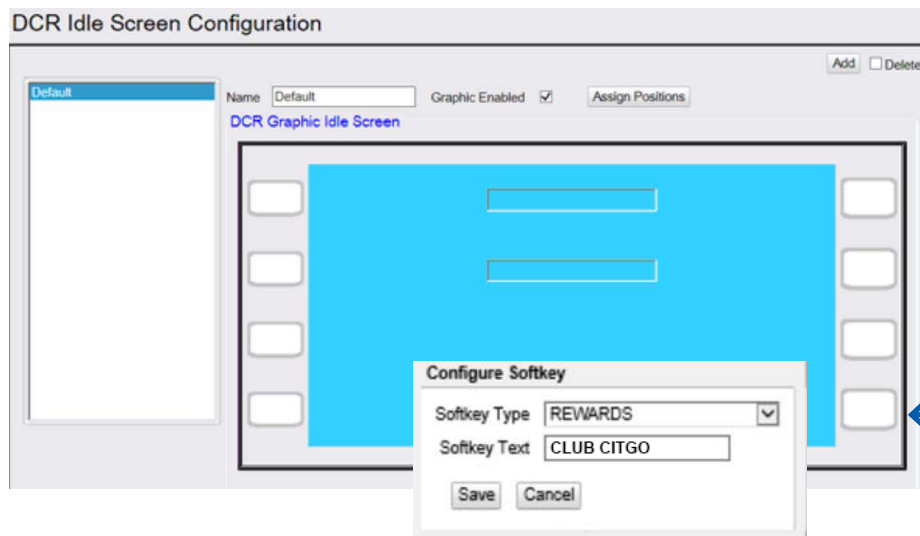 DCR Idle Screen Configuration
Add Delete
Default
Name Default Graphic Enabled Assign Positions
DCR Graphic Idle Screen
Configure Softkey
Softkey Type REWARDS
Softkey Text CLUB CITGO
Save Cancel